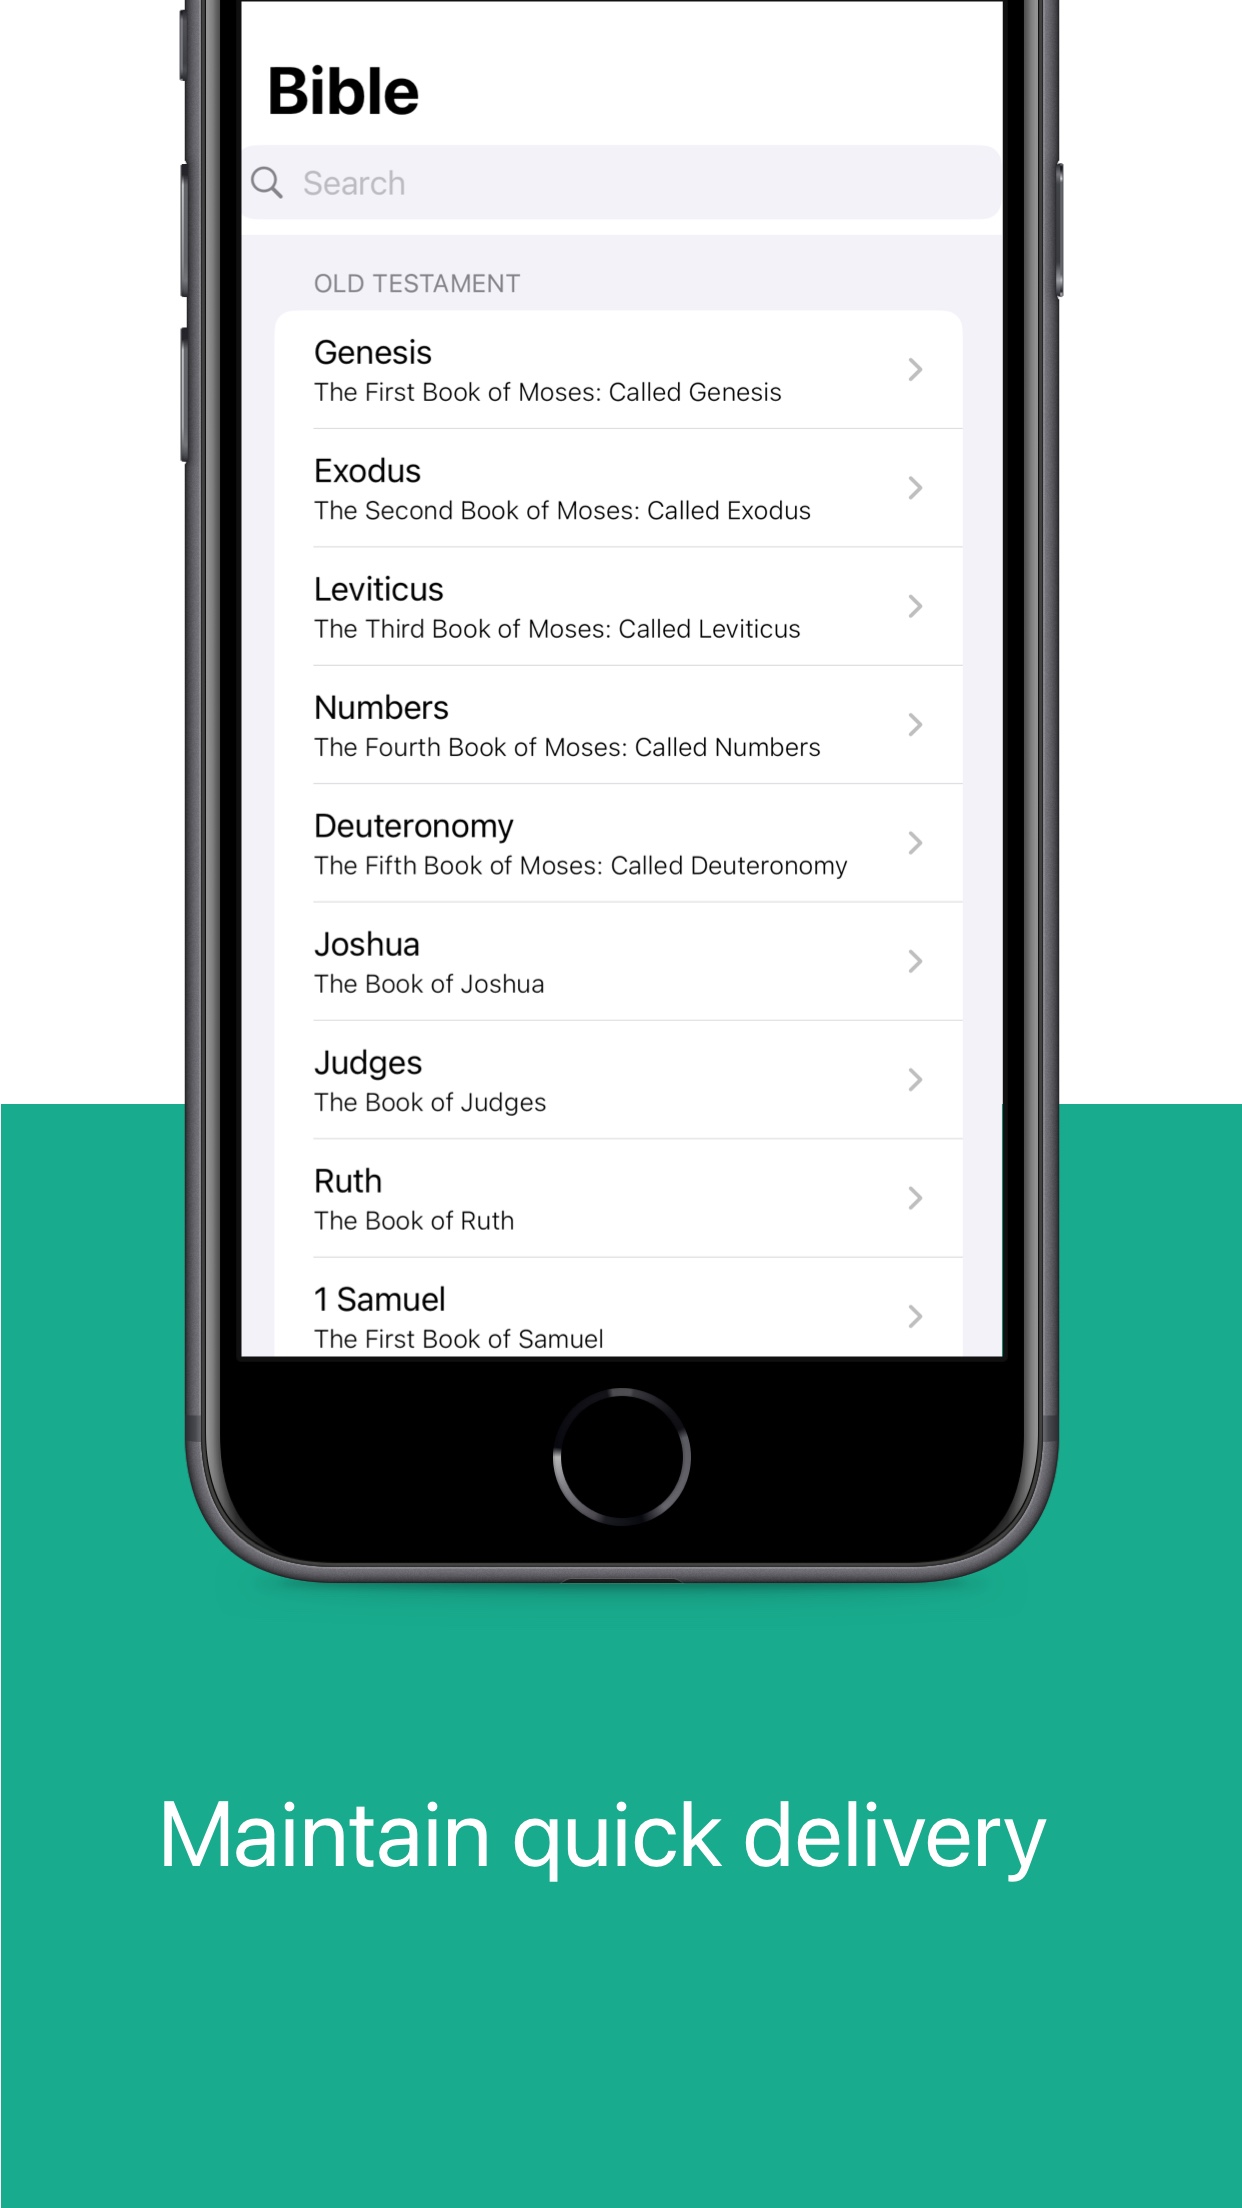 Bible
Search
OLD TESTAMENT
Genesis
The First Book of Moses: Called Genesis
Exodus
The Second Book of Moses: Called Exodus
Leviticus
The Third Book of Moses: Called Leviticus
Numbers
The Fourth Book of Moses: Called Numbers
Deuteronomy
The Fifth Book of Moses: Called Deuteronomy
Joshua
The Book of Joshua
Judges
The Book of Judges
Ruth
The Book of Ruth
1 Samuel
The First Book of Samuel
Maintain quick delivery